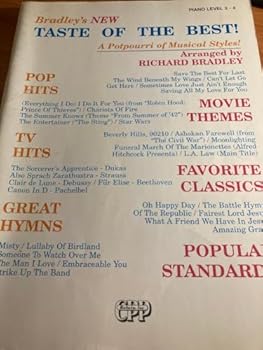 PIANO LEVEL 3 - 4
Bradley's NEW
TASTE OF THE BEST!
A Potpourri of Musical Styles!
Arranged by
RICHARD BRADLEY
POP
HITS
Save The Best For Last
The Wind Beneath My Wings / Can't Let Go
Get Here / Sometimes Love Just Ain't Enough
Saving All My Love For You
(Everything I Do) I Do It For You (from "Robin Hood:
Prince Of Thieves") / Chariots Of Fire
The Summer Knows (Theme From "Summer of '42")
The Entertainer ("The Sting") / Star Wars
MOVIE
THEMES
TV
HITS
Beverly Hills, 90210 / Ashokan Farewell (from
"The Civil War") / Moonlighting
Funeral March Of The Marionettes (Alfred
Hitchcock Presents) / L.A. Law (Main Title)
The Sorcerer's Apprentice - Dukas
Also Sprach Zarathustra - Strauss
Clair de Lune - Debussy / Für Elise - Beethoven
Canon In D - Pachelbel
FAVORITE
CLASSICS
GREAT
HYMNS
Oh Happy Day / The Battle Hymn
Of The Republic / Fairest Lord Jesus
Amazing Gra
Misty / Lullaby Of Birdland
Someone To Watch Over Me
The Man I Love / Embraceable You
Strike Up The Band
POPULAR
STANDARD
CPP